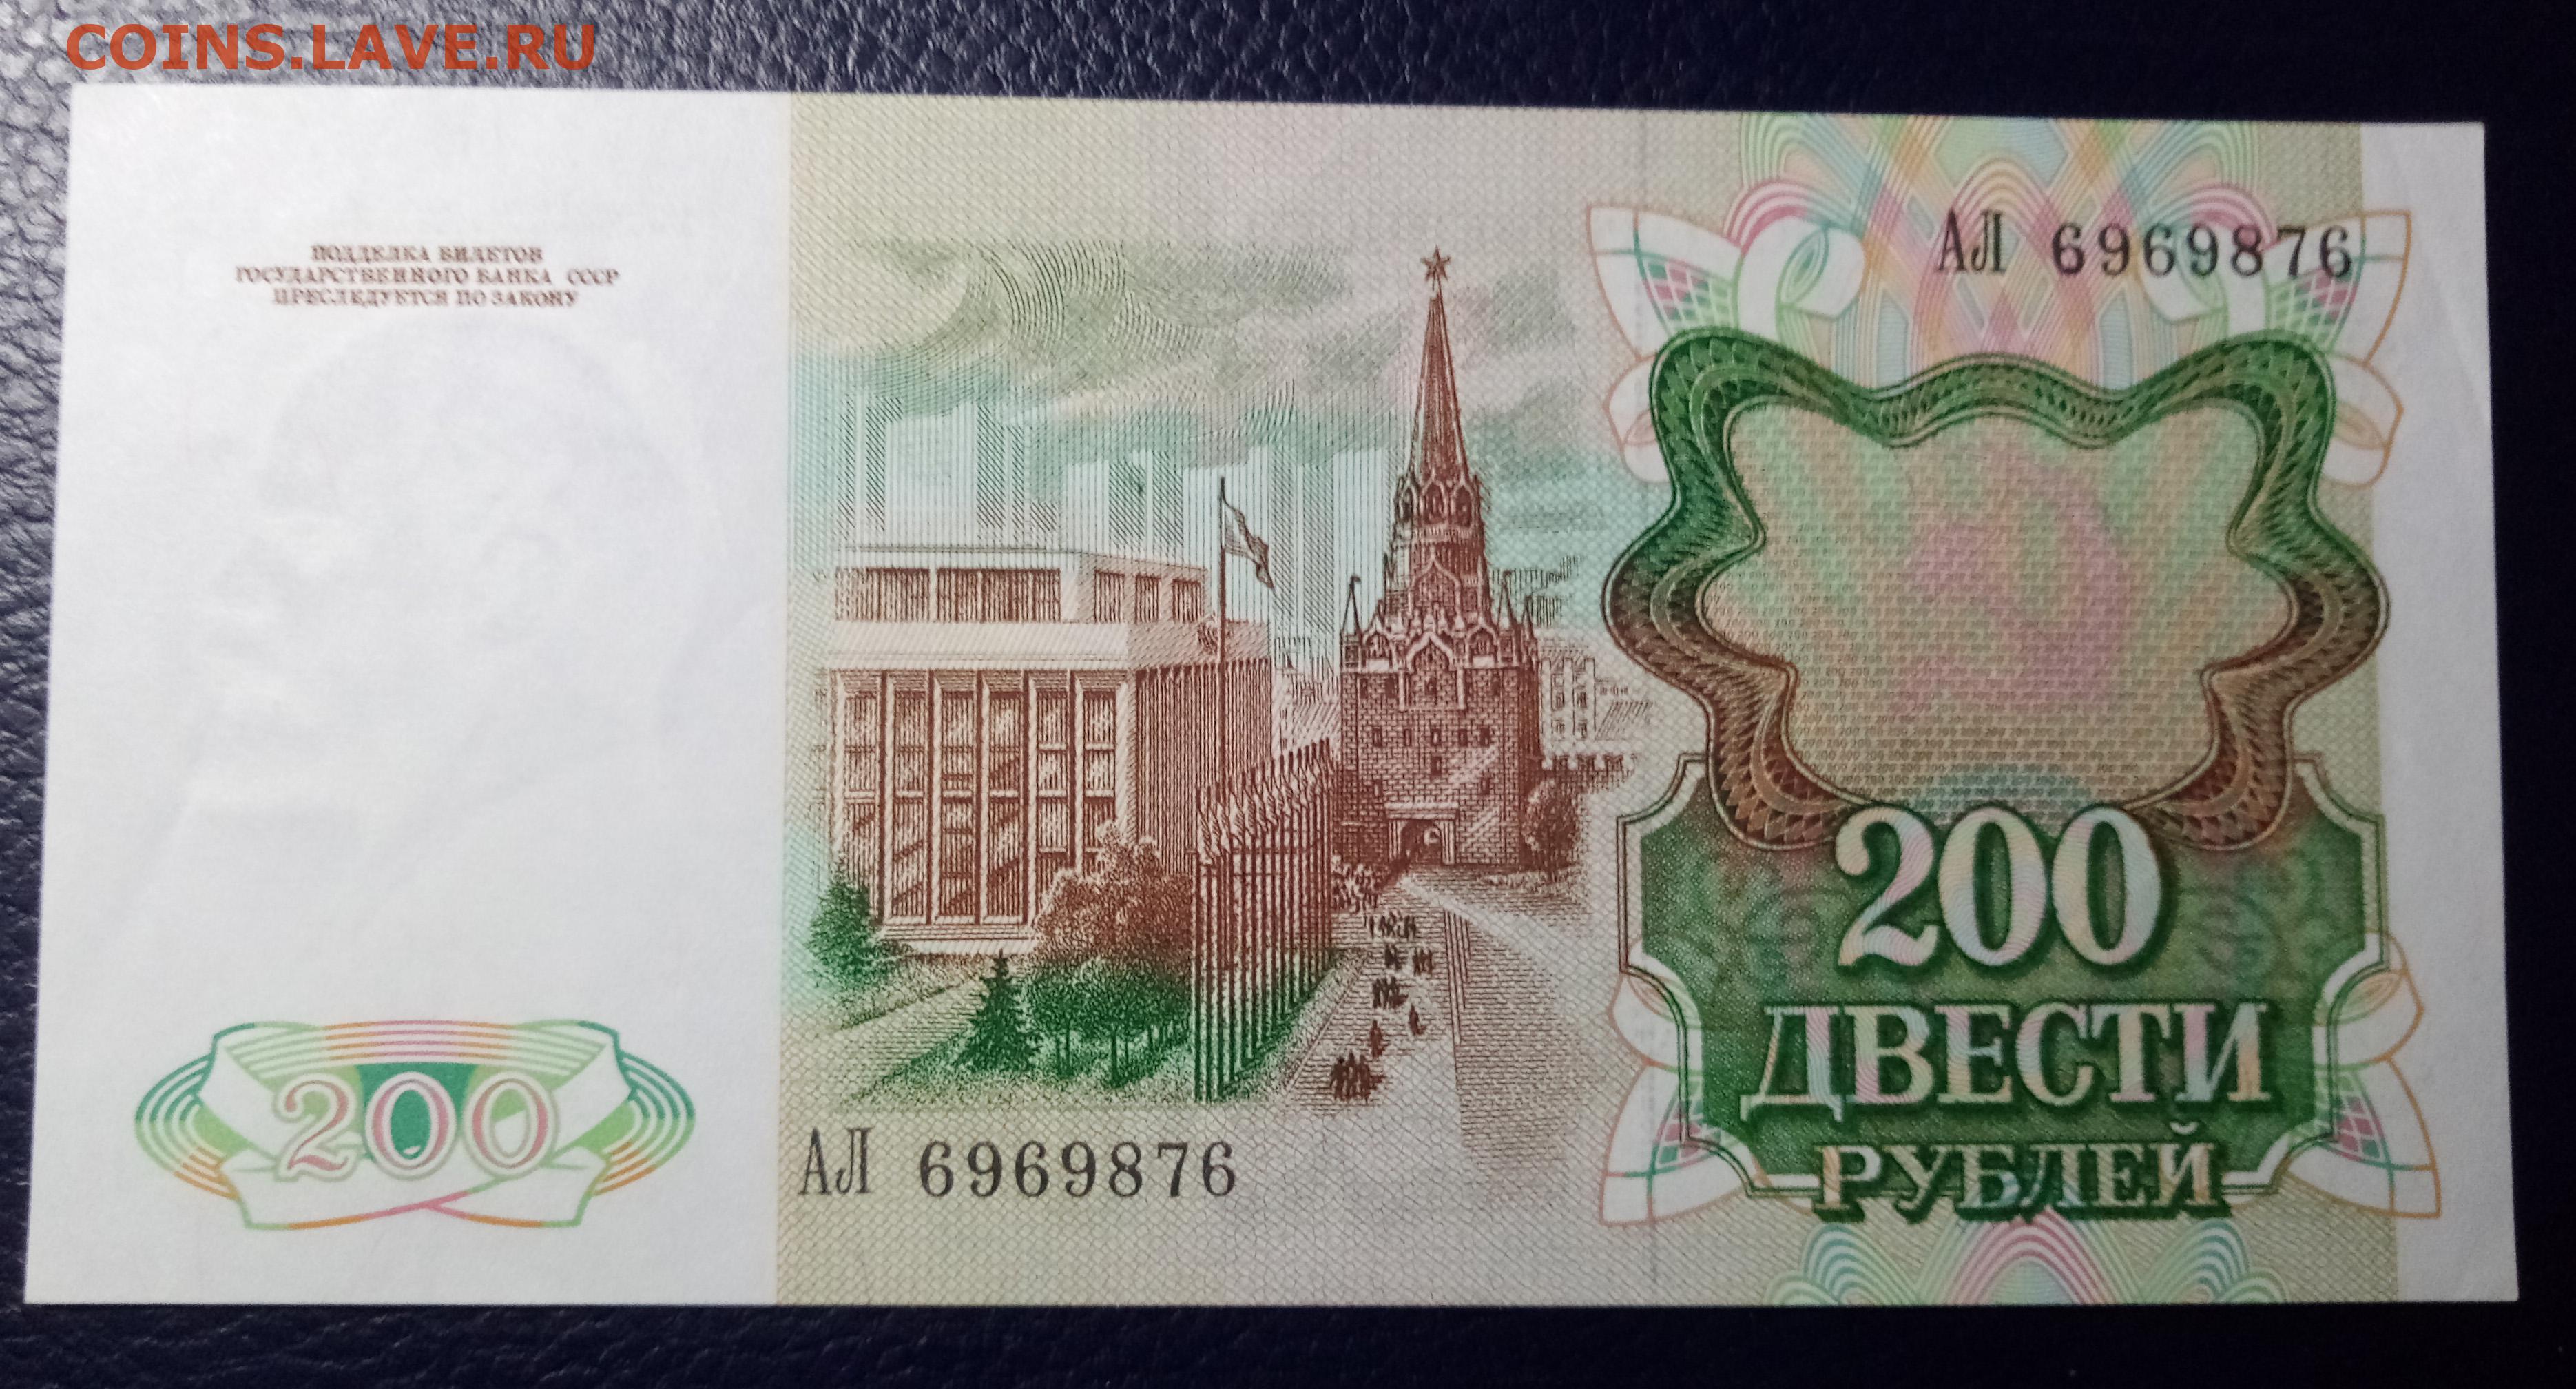 COINS.LAVE.RU
ПОДДЕЛКА БИЛЕТОВ
ГОСУДАРСТВЕННОГО БАНКА СССР
ПРЕСЛЕДУЕТСЯ ПО ЗАКОНУ
АЛ 6969876
200
ДВЕСТИ
РУБЛЕЙ
200
АЛ 6969876